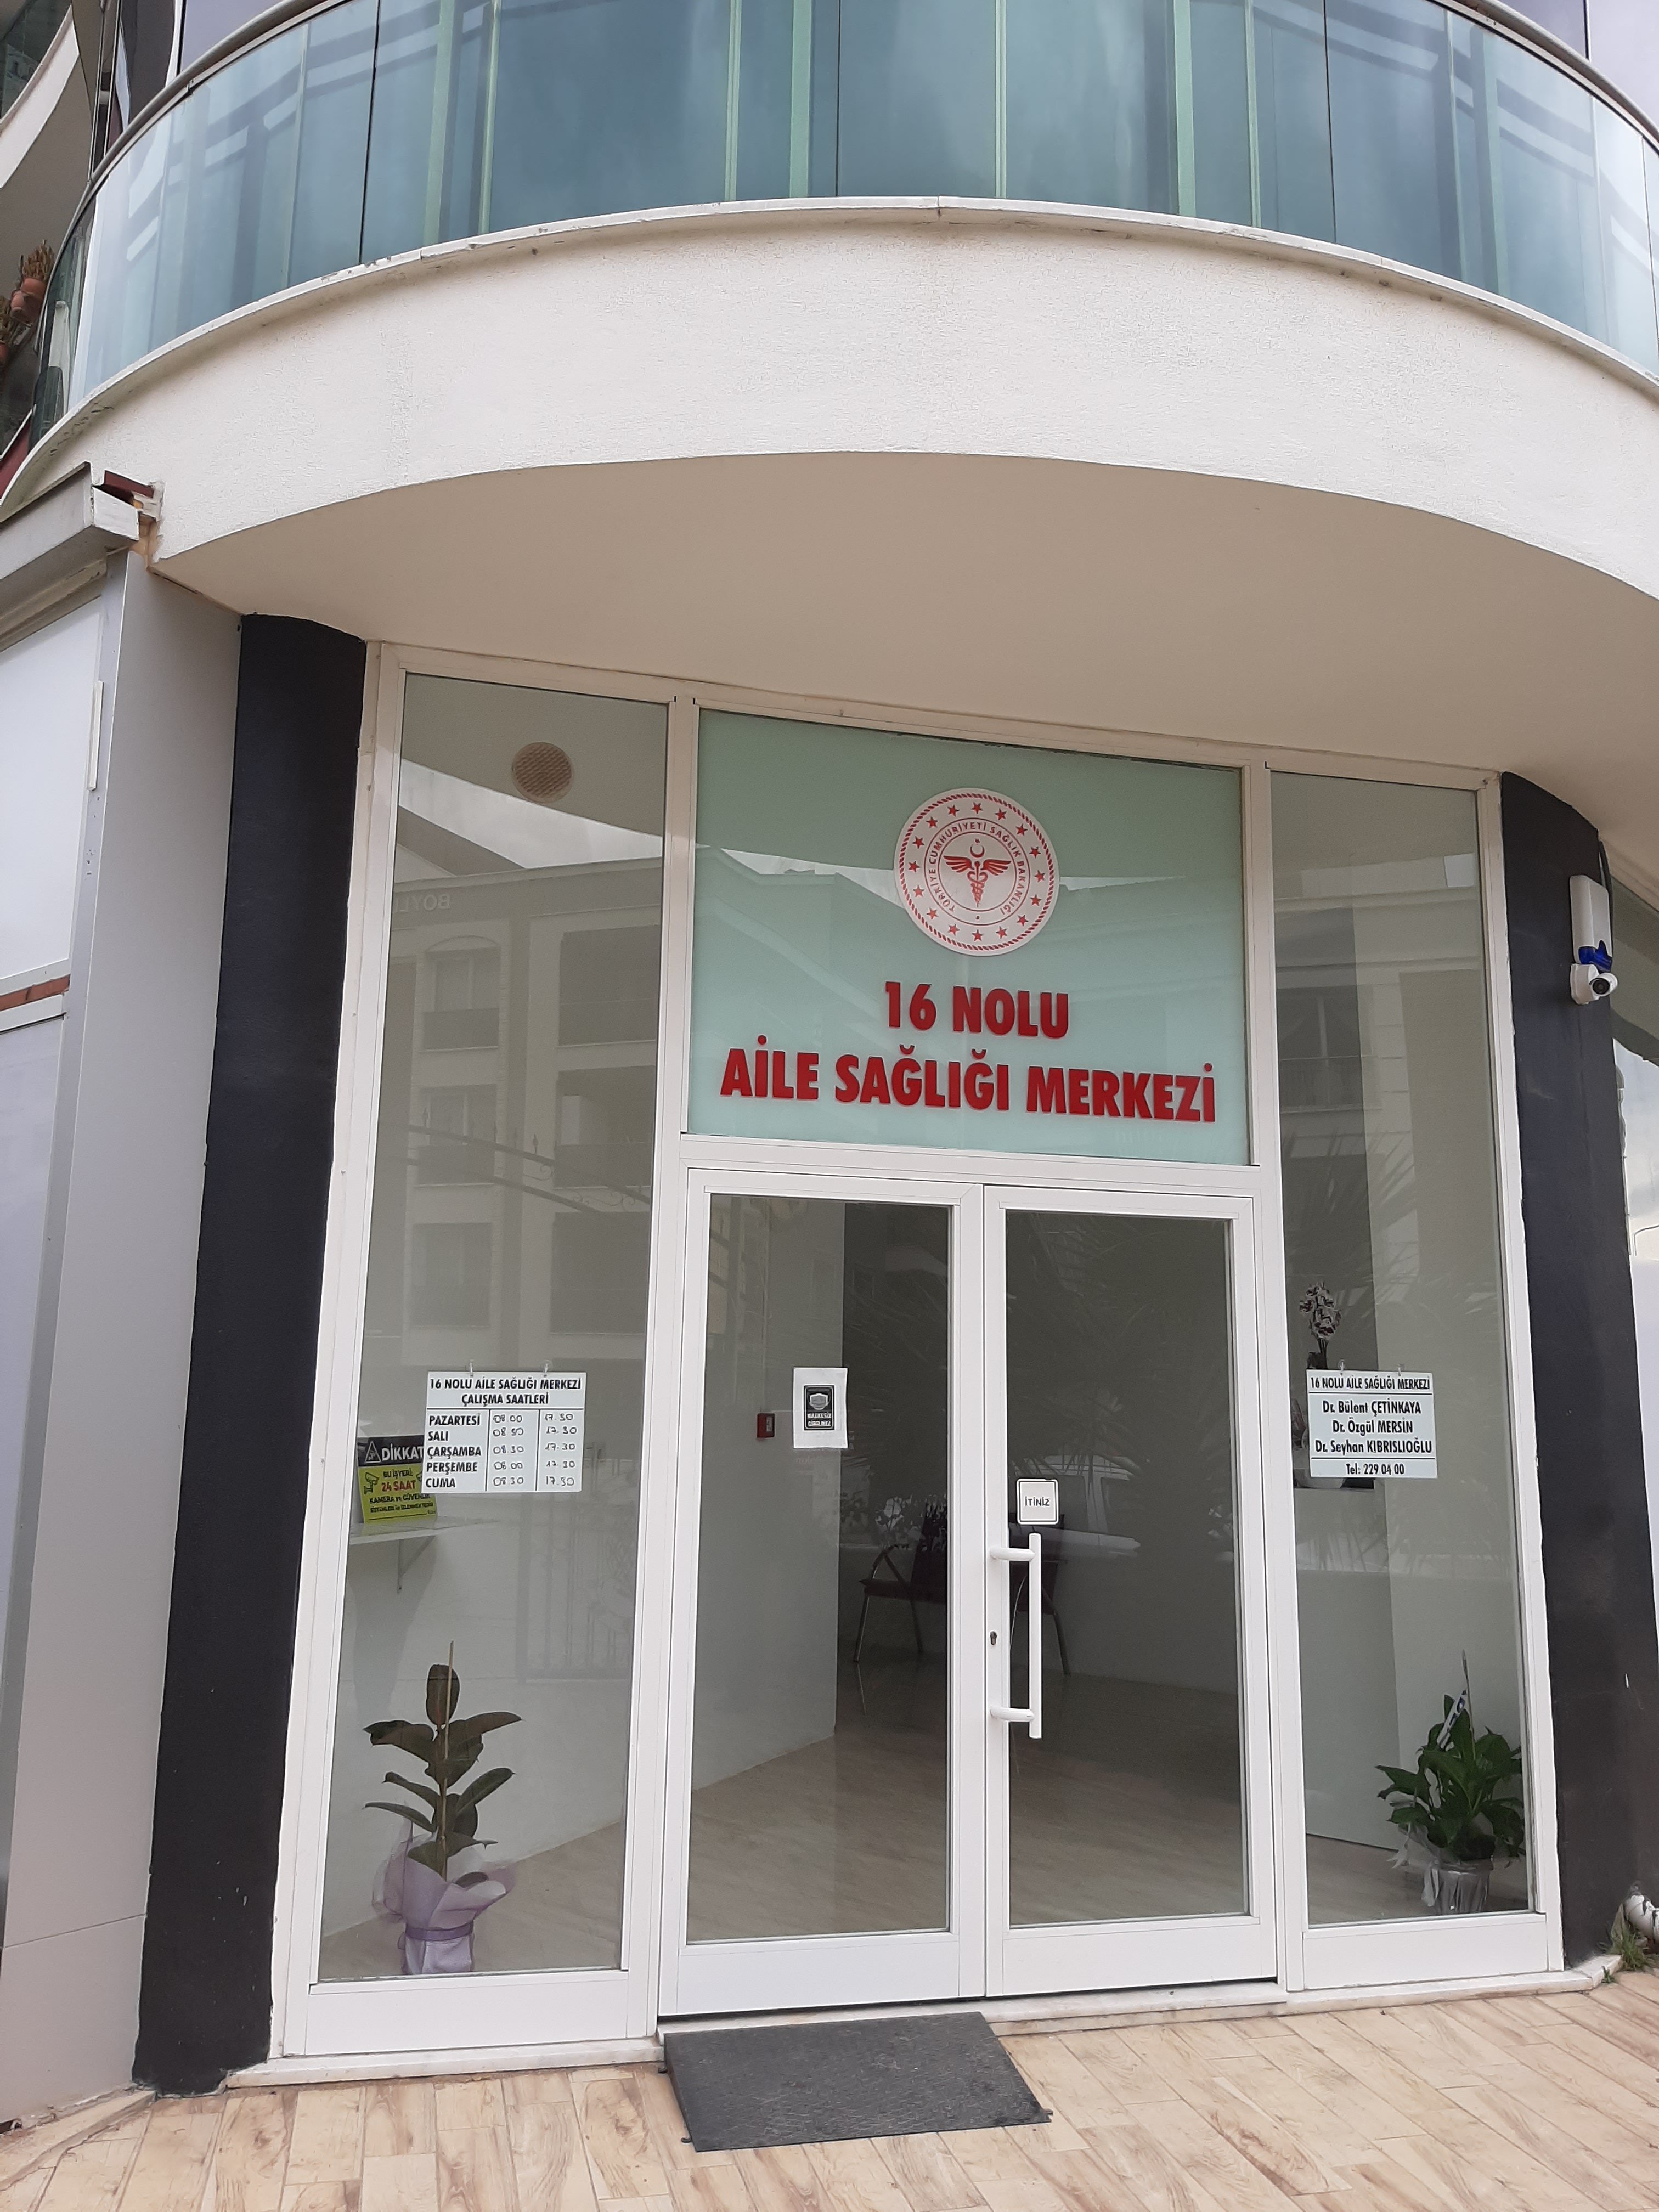 TÜRKİYE CUMHURİYETİ SAĞLIK BAKANLIĞI
16 NOLU
AİLE SAĞLIĞI MERKEZİ
16 NOLU AİLE SAĞLIĞI MERKEZİ
ÇALIŞMA SAATLERİ
PAZARTESİ 08 00 17.30
SALI 17.30
ÇARŞAMBA 08.30 17.30
PERŞEMBE 08.00 17.30
CUMA 08.30 17.30
DİKKAT
BU İŞYERİ
24 SAAT
KAMERA ve GÜVENLİK
İTİNİZ
16 NOLU AİLE SAĞLIĞI MERKEZİ
Dr. Bülent ÇETİNKAYA
Dr. Özgül MERSİN
Dr. Seyhan KIBRISLIOĞLU
Tel: 229 04 00